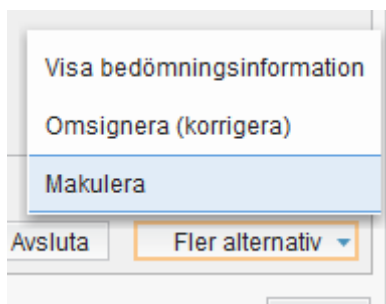 Visa bedömningsinformation
Omsignera (korrigera)
Makulera
Avsluta Fler alternativ